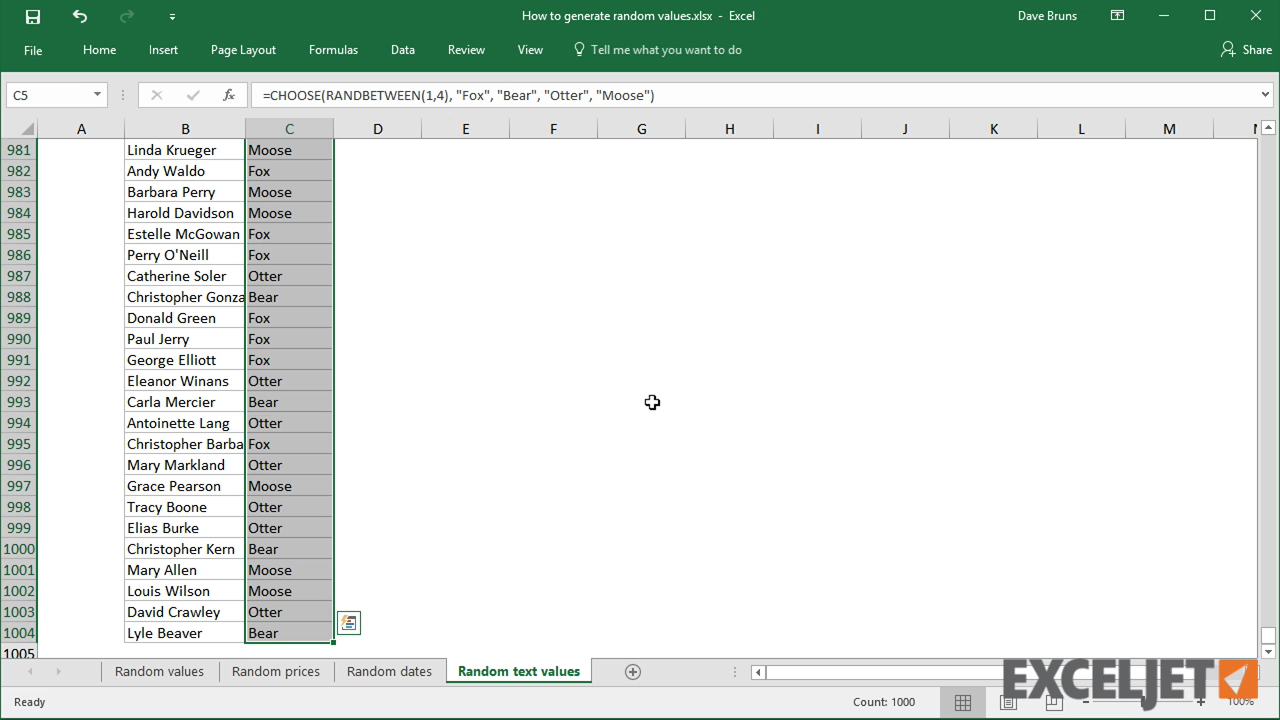 How to generate random values.xlsx - Excel
Dave Bruns
File Home Insert Page Layout Formulas Data Review View Tell me what you want to do Share
C5 fx =CHOOSE(RANDBETWEEN(1,4), "Fox", "Bear", "Otter", "Moose")
A B C D E F G H I J K L M
981 Linda Krueger Moose
982 Andy Waldo Fox
983 Barbara Perry Moose
984 Harold Davidson Moose
985 Estelle McGowan Fox
986 Perry O'Neill Fox
987 Catherine Soler Otter
988 Christopher Gonza Bear
989 Donald Green Fox
990 Paul Jerry Fox
991 George Elliott Fox
992 Eleanor Winans Otter
993 Carla Mercier Bear
994 Antoinette Lang Otter
995 Christopher Barba Fox
996 Mary Markland Otter
997 Grace Pearson Moose
998 Tracy Boone Otter
999 Elias Burke Otter
1000 Christopher Kern Bear
1001 Mary Allen Moose
1002 Louis Wilson Moose
1003 David Crawley Otter
1004 Lyle Beaver Bear
1005
Random values Random prices Random dates Random text values
EXCELJET
Ready Count: 1000 100%